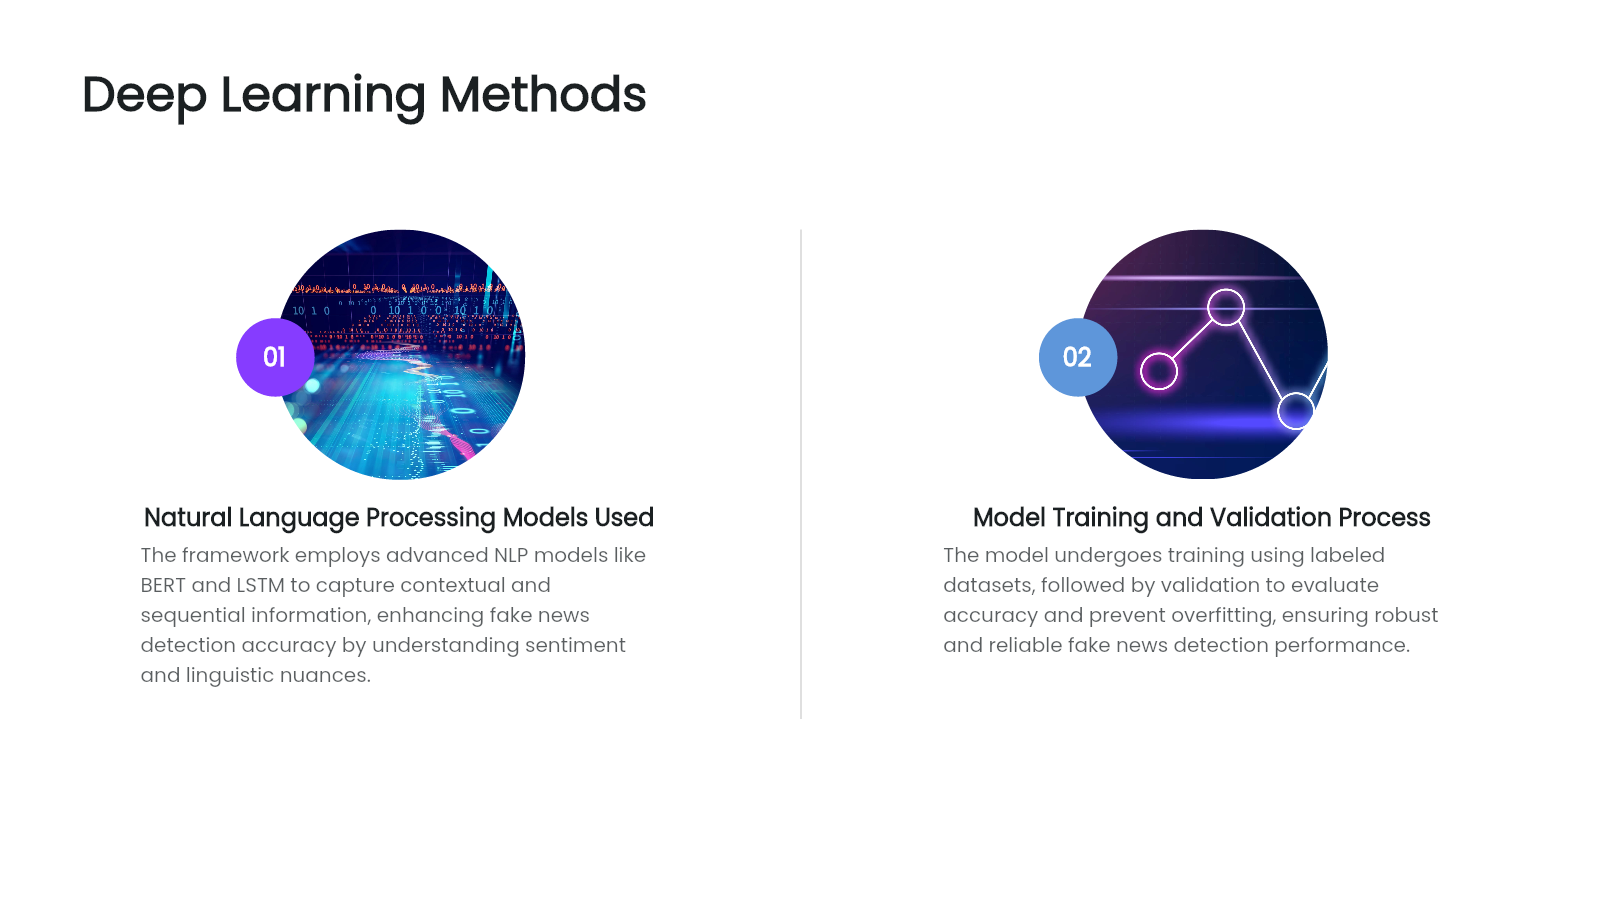 Deep Learning Methods
01
Natural Language Processing Models Used
The framework employs advanced NLP models like
BERT and LSTM to capture contextual and
sequential information, enhancing fake news
detection accuracy by understanding sentiment
and linguistic nuances.
02
Model Training and Validation Process
The model undergoes training using labeled
datasets, followed by validation to evaluate
accuracy and prevent overfitting, ensuring robust
and reliable fake news detection performance.